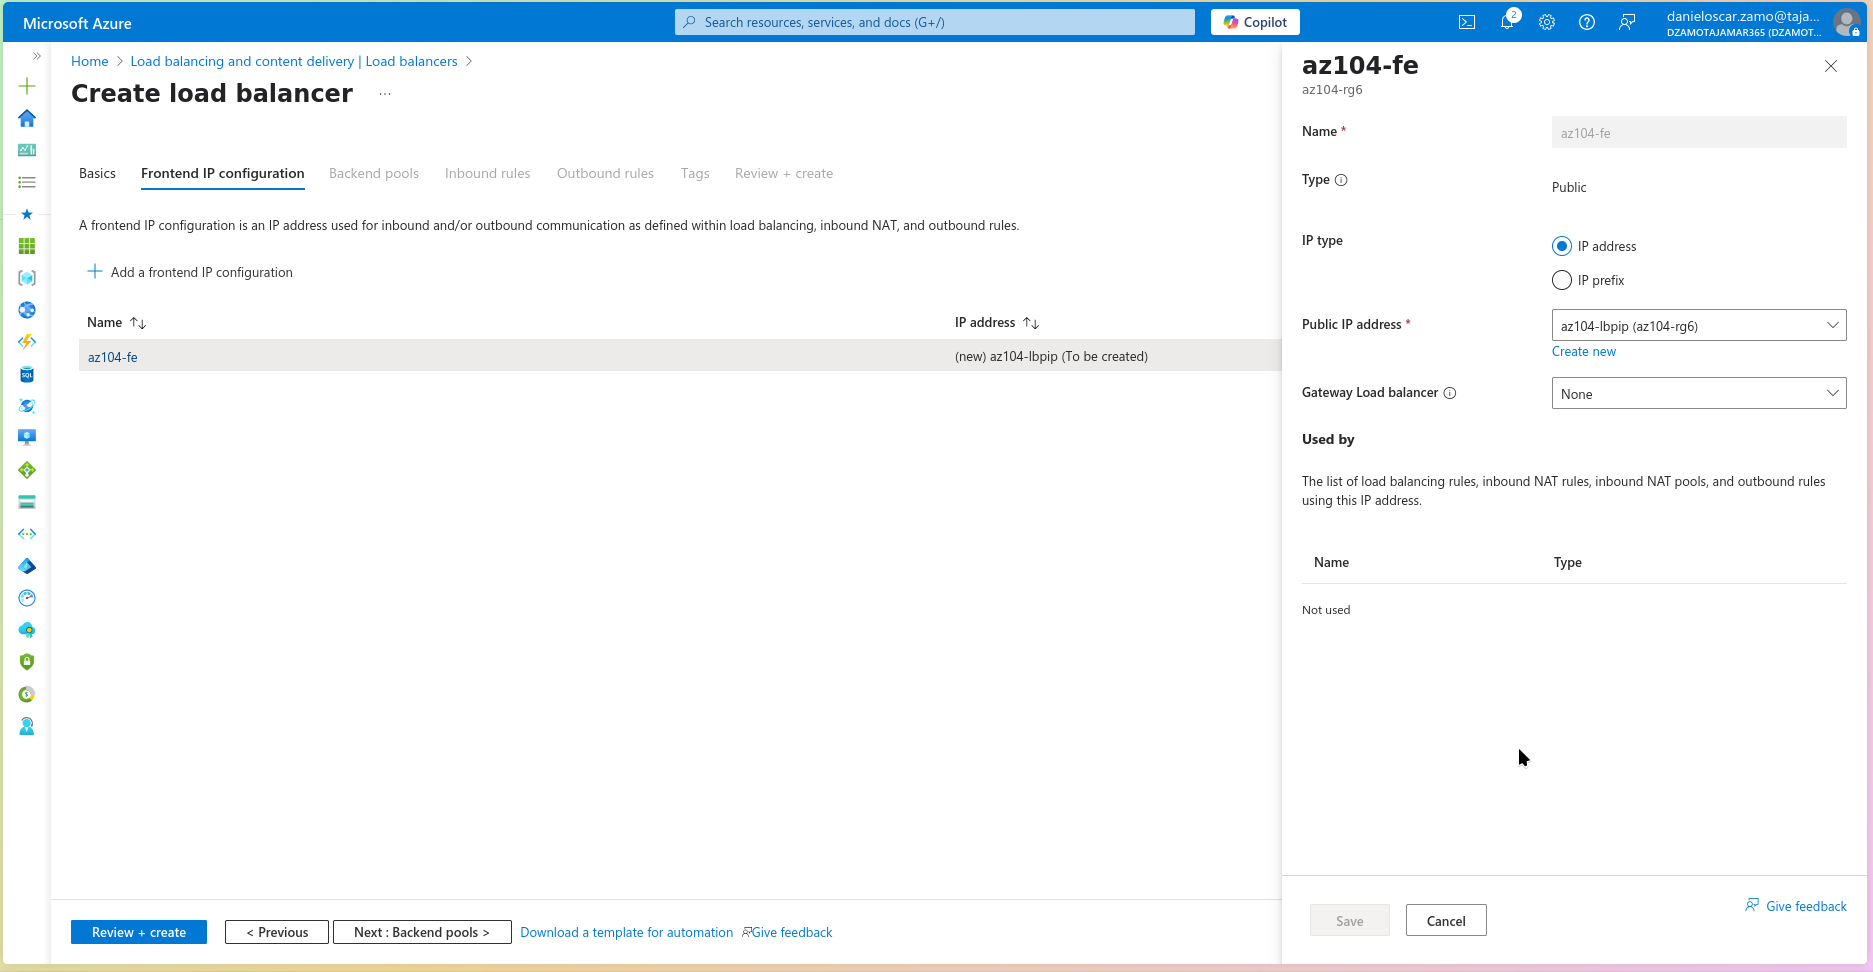 Microsoft Azure
Search resources, services, and docs (G+/)
Copilot
2
danieloscar.zamo@taja...
DZAMOTAJAMAR365 (DZAMOT...
Home > Load balancing and content delivery | Load balancers >
Create load balancer ...
Basics
Frontend IP configuration
Backend pools
Inbound rules
Outbound rules
Tags
Review + create
A frontend IP configuration is an IP address used for inbound and/or outbound communication as defined within load balancing, inbound NAT, and outbound rules.
Add a frontend IP configuration
Name
IP address
az104-fe
(new) az104-lbpip (To be created)
Review + create
< Previous
Next : Backend pools >
Download a template for automation
Give feedback
az104-fe
az104-rg6
Name *
az104-fe
Type
Public
IP type
IP address
IP prefix
Public IP address *
az104-lbpip (az104-rg6)
Create new
Gateway Load balancer
None
Used by
The list of load balancing rules, inbound NAT rules, inbound NAT pools, and outbound rules
using this IP address.
Name
Type
Not used
Save
Cancel
Give feedback